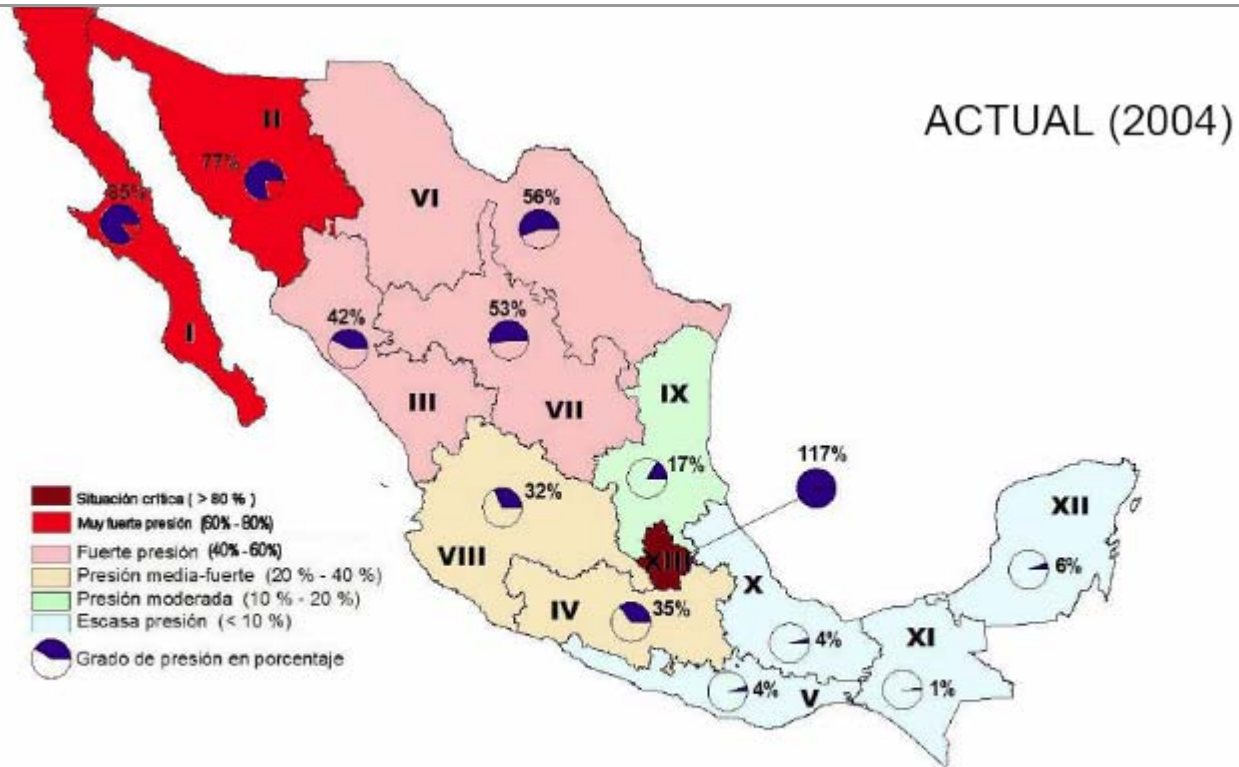 ACTUAL (2004)
II
77%
85%
VI
56%
I
42%
53%
III
VII
IX
17%
117%
32%
VIII
XIII
XII
6%
IV
35%
X
4%
XI
1%
4%
V
Situación crítica ( > 80 % )
Muy fuerte presión (60% - 80%)
Fuerte presión (40% - 60%)
Presión media-fuerte (20 % - 40 %)
Presión moderada (10 % - 20 %)
Escasa presión (< 10 %)
Grado de presión en porcentaje